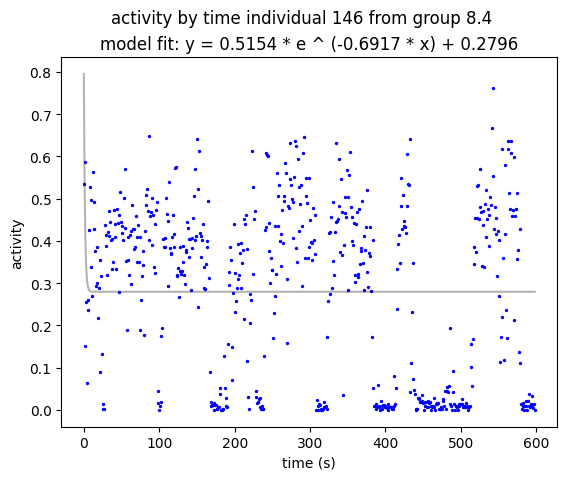 activity by time individual 146 from group 8.4
model fit: y = 0.5154 * e ^ (-0.6917 * x) + 0.2796
0.8
0.7
0.6
0.5
0.4
0.3
0.2
0.1
0.0
activity
0 100 200 300 400 500 600
time (s)